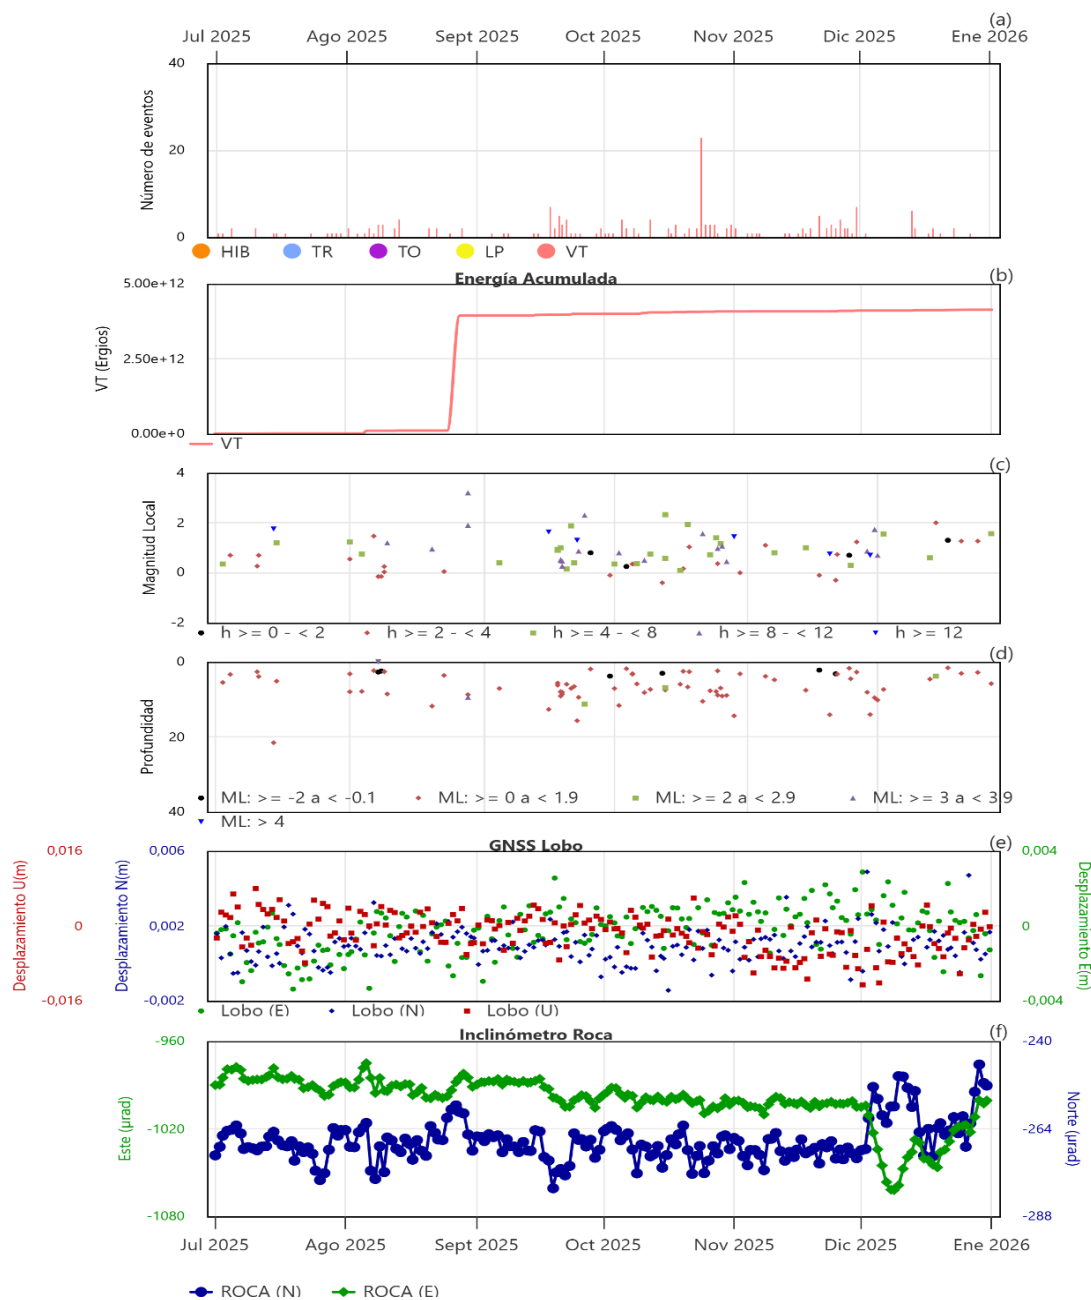 (a)
Jul 2025 Ago 2025 Sept 2025 Oct 2025 Nov 2025 Dic 2025 Ene 2026
40
20
0
Número de eventos
HIB TR TO LP VT
Energía Acumulada (b)
5.00e+12
2.50e+12
0.00e+0
VT (Ergios)
VT
(c)
4
2
0
-2
Magnitud Local
h >= 0 - < 2 h >= 2 - < 4 h >= 4 - < 8 h >= 8 - < 12 h >= 12
(d)
0
20
40
Profundidad
ML: >= -2 a < -0.1 ML: >= 0 a < 1.9 ML: >= 2 a < 2.9 ML: >= 3 a < 3.9
ML: > 4
GNSS Lobo (e)
0,016 0,006 0,004
0 0,002 0
-0,016 -0,002 -0,004
Desplazamiento U(m)
Desplazamiento N(m)
Desplazamiento E(m)
Lobo (E) Lobo (N) Lobo (U)
Inclinómetro Roca (f)
-960 -240
-1020 -264
-1080 -288
Este (μrad)
Norte (μrad)
Jul 2025 Ago 2025 Sept 2025 Oct 2025 Nov 2025 Dic 2025 Ene 2026
ROCA (N) ROCA (E)